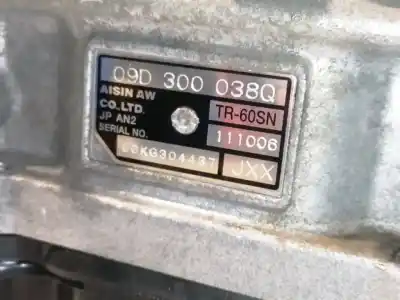 09D 300 038Q
AISIN AW
CO.,LTD.
JP AN2
SERIAL NO.
TR-60SN
111006
JXX